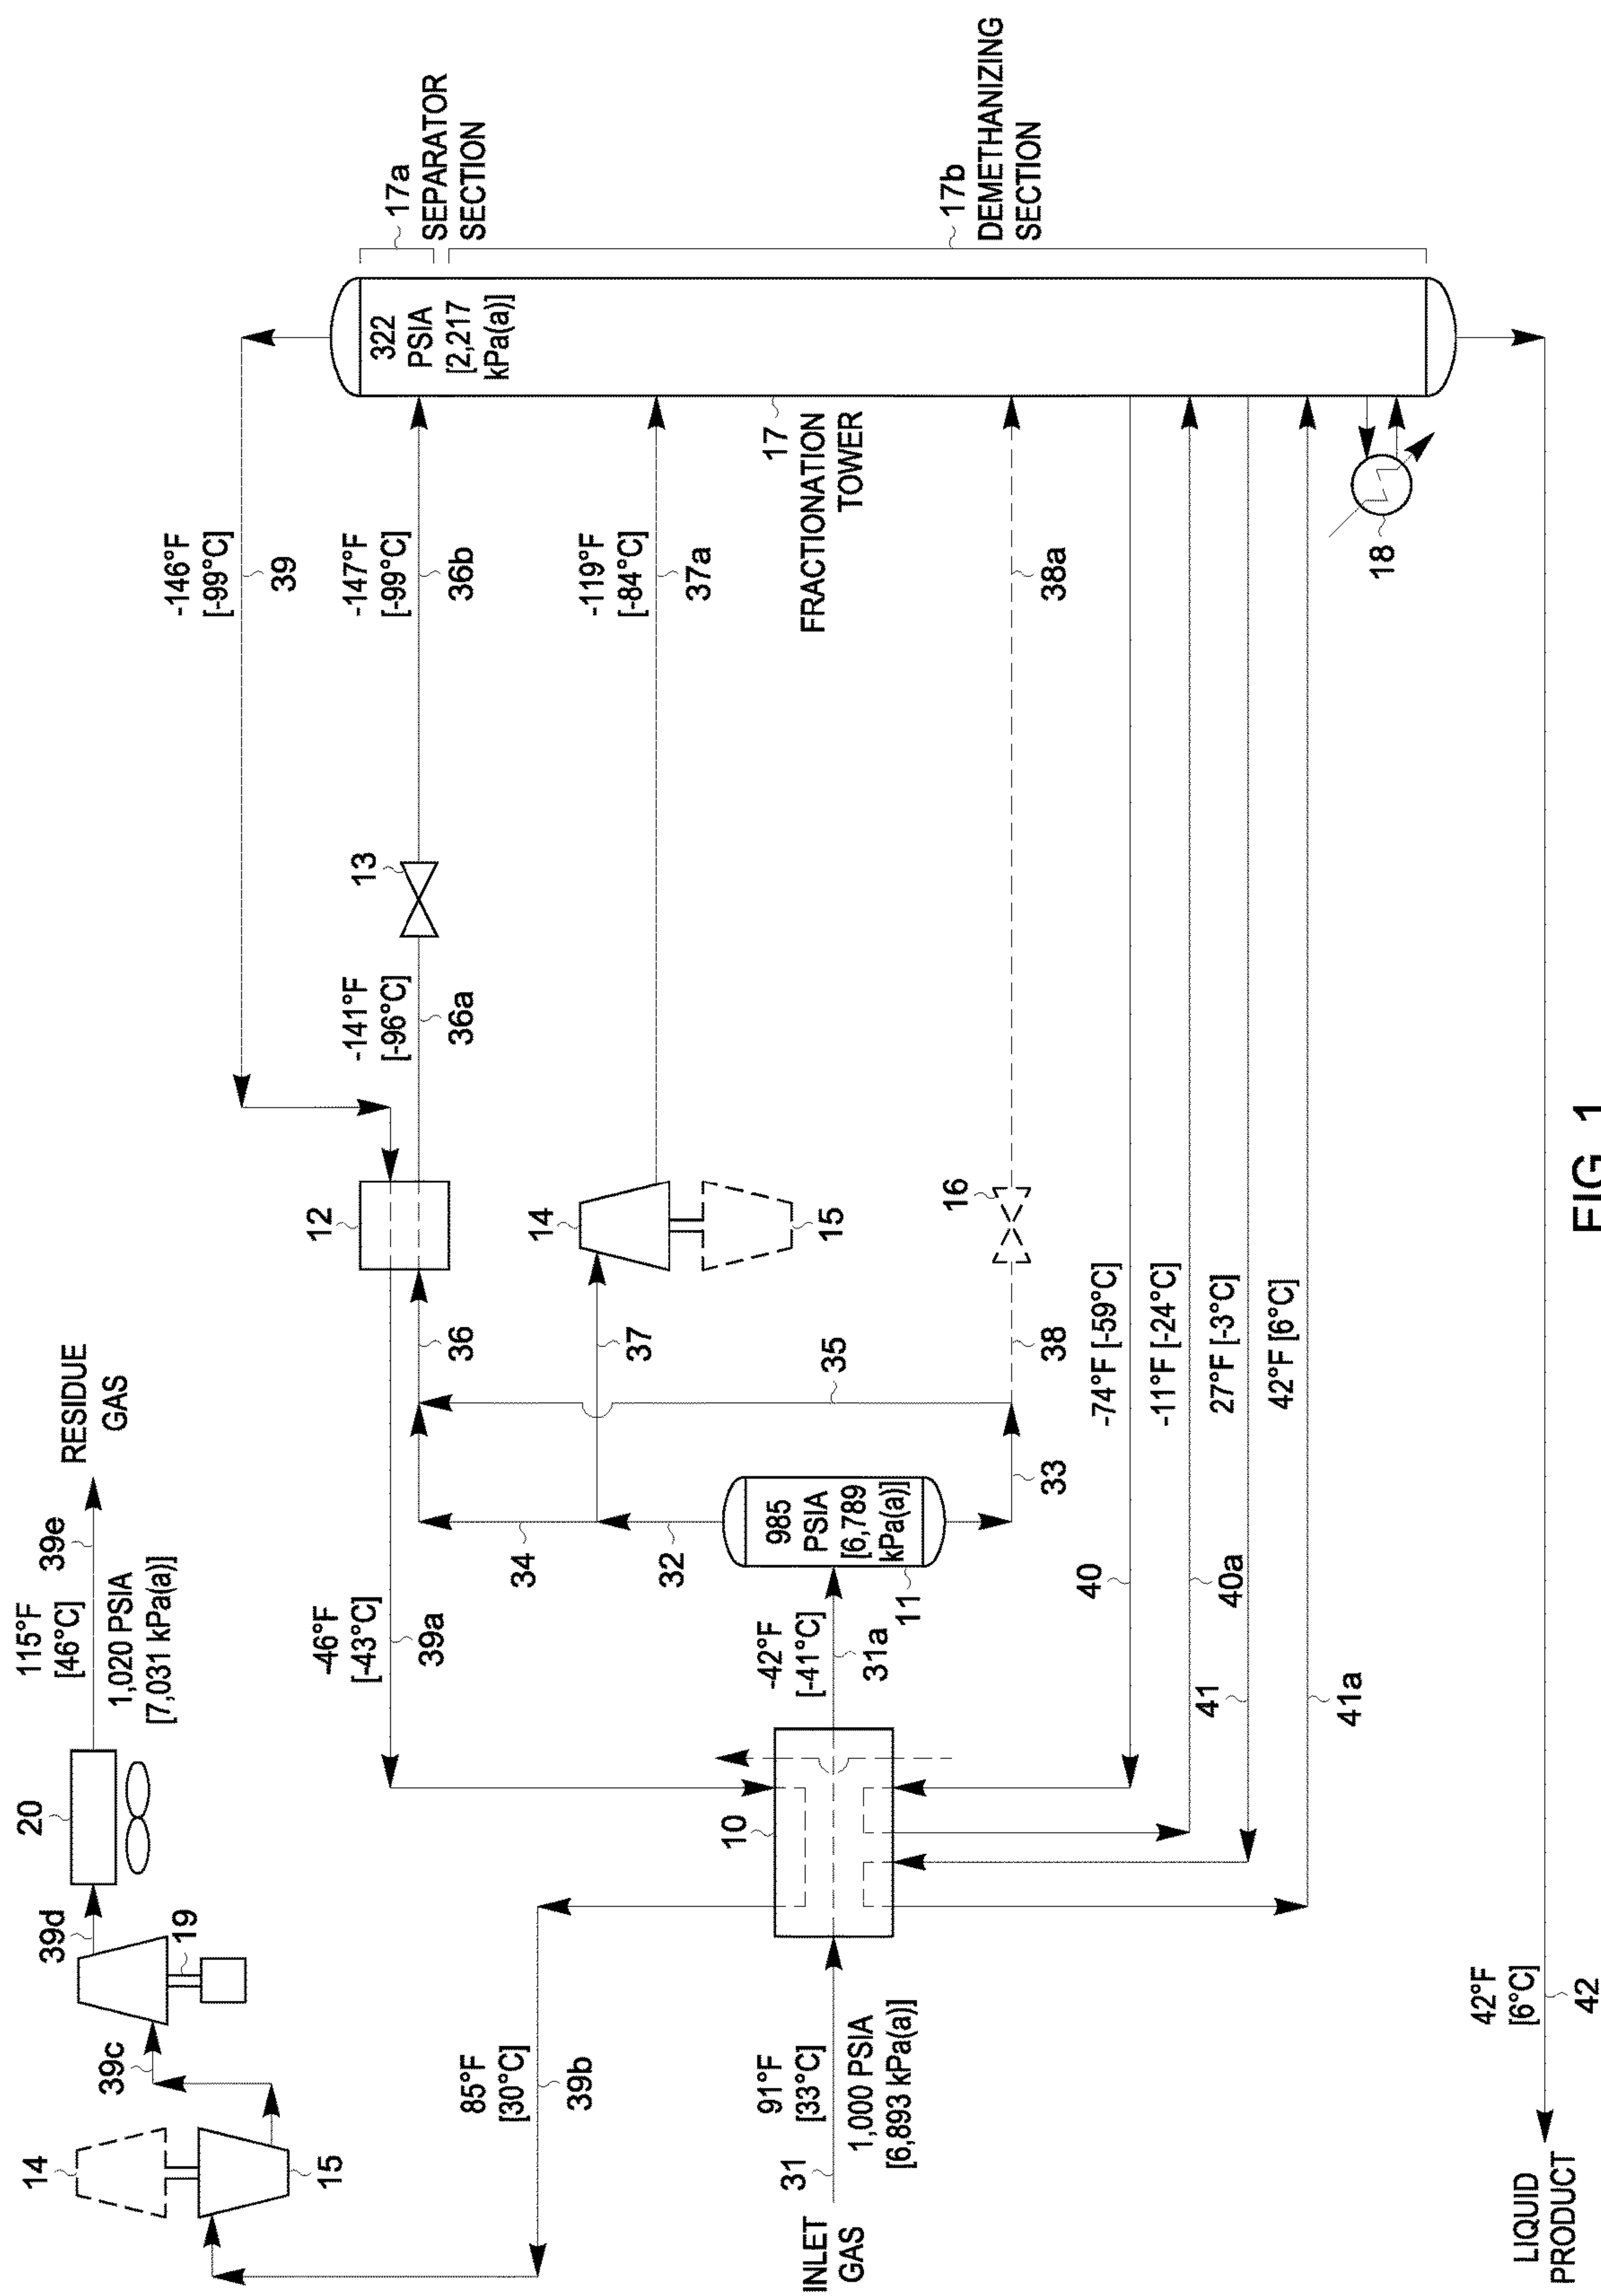 FIG. 1
RESIDUE
GAS
39e
115°F
[46°C]
1,020 PSIA
[7,031 kPa(a)]
20
39d
19
39c
14
15
85°F
[30°C]
39b
-46°F
[-43°C]
39a
12
36
34
32
37
35
14
15
-141°F
[-96°C]
36a
13
-146°F
[-99°C]
39
-147°F
[-99°C]
36b
-119°F
[-84°C]
37a
322
PSIA
[2,217
kPa(a)]
17a
SEPARATOR
SECTION
17b
DEMETHANIZING
SECTION
17
FRACTIONATION
TOWER
16
38
38a
33
985
PSIA
[6,789
kPa(a)]
11
-42°F
[-41°C]
31a
10
INLET
GAS
31
91°F
[33°C]
1,000 PSIA
[6,893 kPa(a)]
-74°F [-59°C]
40
-11°F [-24°C]
40a
27°F [-3°C]
41
42°F [6°C]
41a
18
42°F
[6°C]
42
LIQUID
PRODUCT